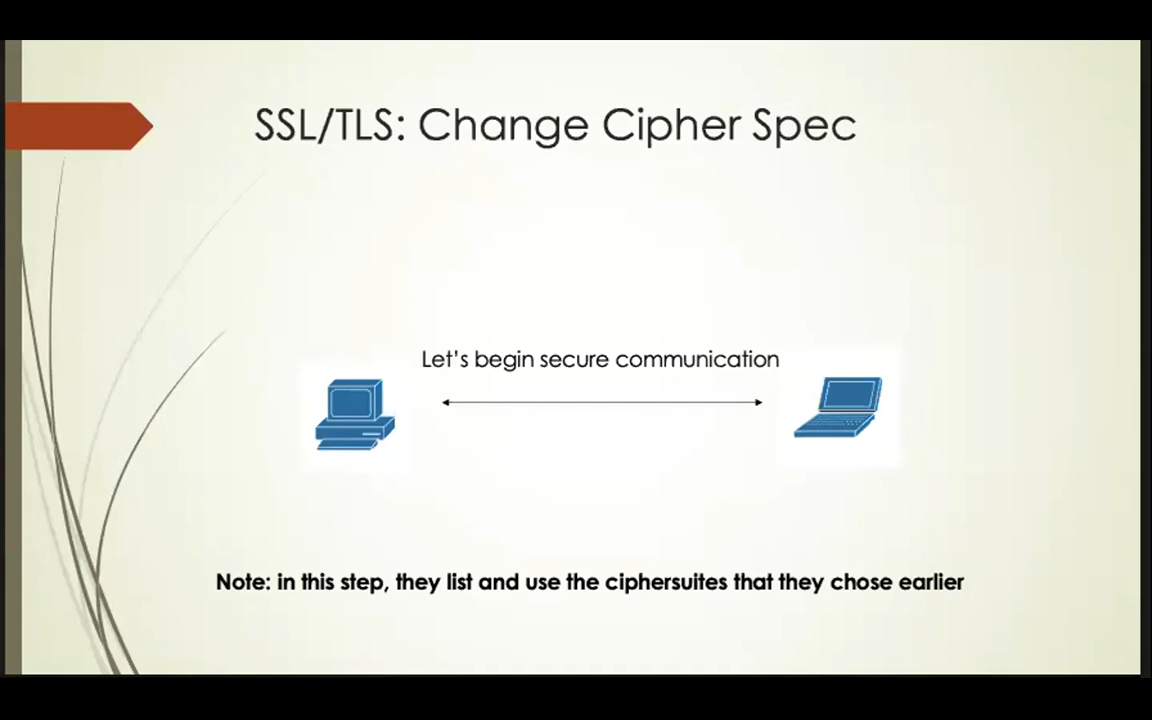 SSL/TLS: Change Cipher Spec
Let's begin secure communication
Note: in this step, they list and use the ciphersuites that they chose earlier